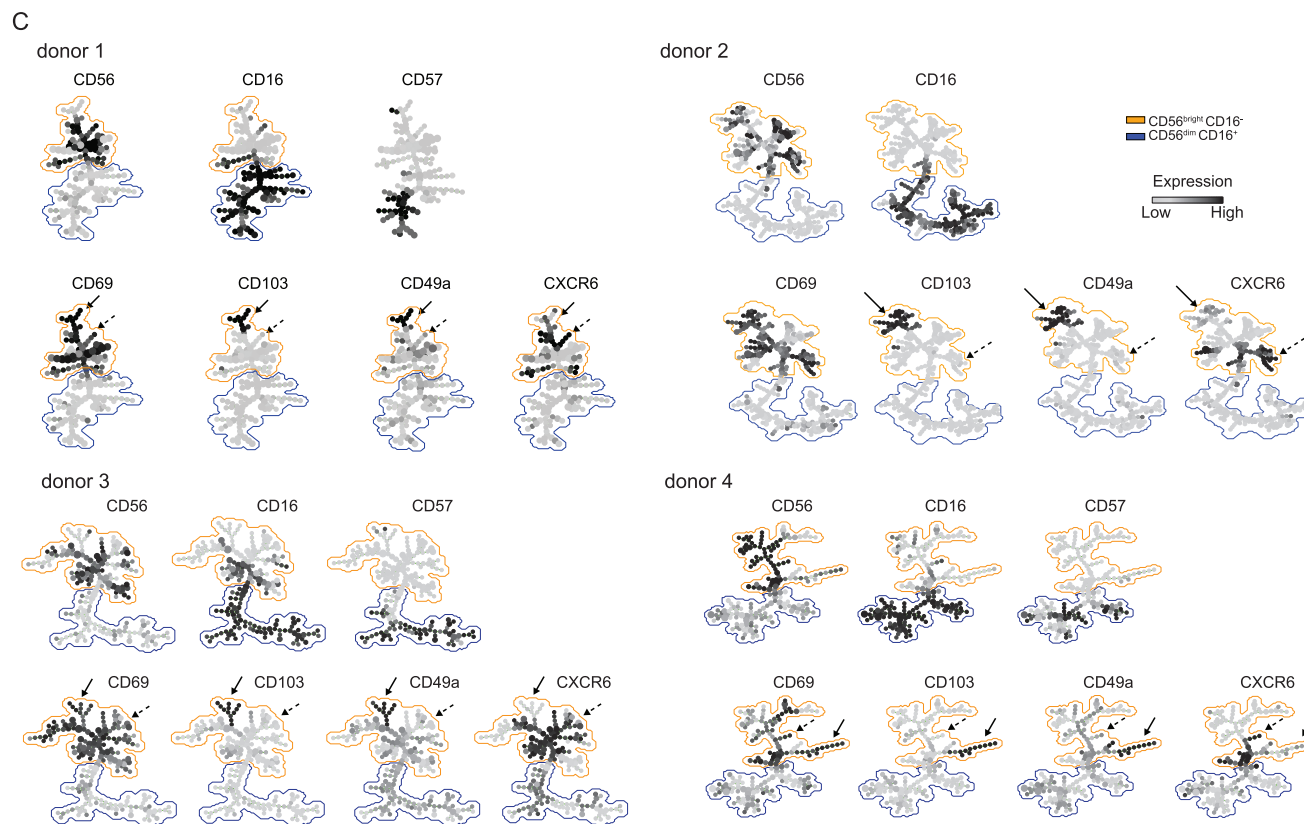 C
donor 1
donor 2
CD56 CD16 CD57
CD56 CD16
CD56bright CD16-
CD56dim CD16+
Expression
Low High
CD69 CD103 CD49a CXCR6
CD69 CD103 CD49a CXCR6
donor 3
donor 4
CD56 CD16 CD57
CD56 CD16 CD57
CD69 CD103 CD49a CXCR6
CD69 CD103 CD49a CXCR6